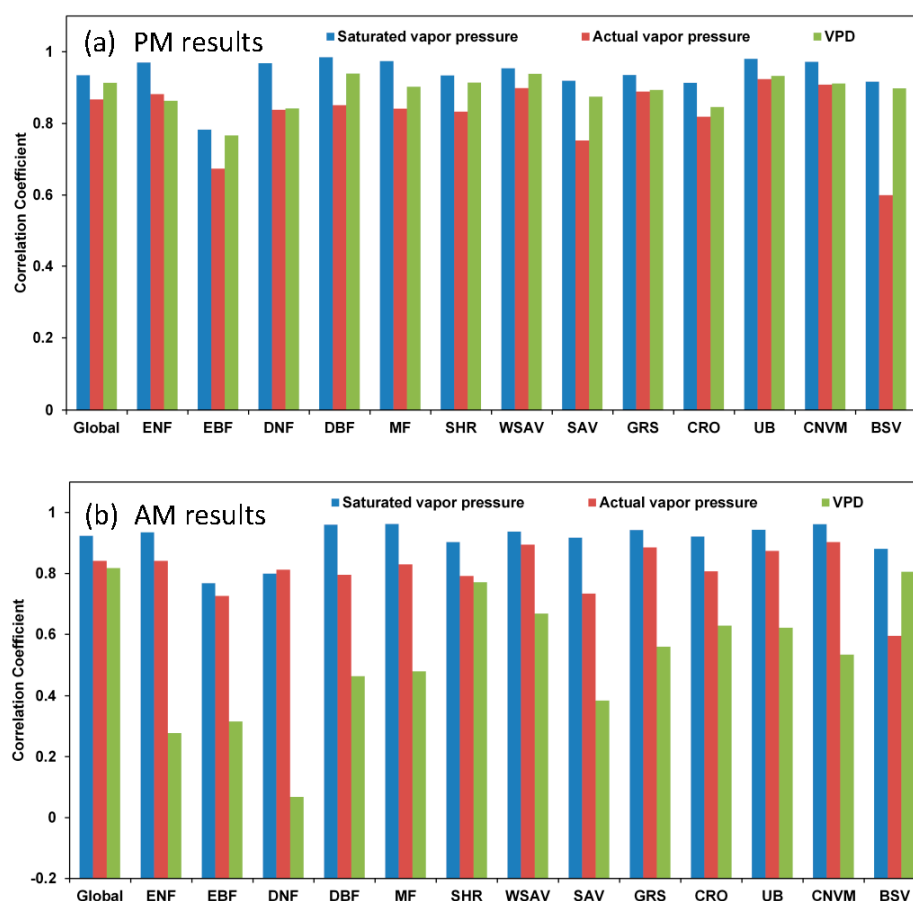 (a) PM results
Saturated vapor pressure Actual vapor pressure VPD
Correlation Coefficient
1
0.8
0.6
0.4
0.2
0
Global ENF EBF DNF DBF MF SHR WSAV SAV GRS CRO UB CNVM BSV
(b) AM results
Saturated vapor pressure Actual vapor pressure VPD
Correlation Coefficient
1
0.8
0.6
0.4
0.2
0
-0.2
Global ENF EBF DNF DBF MF SHR WSAV SAV GRS CRO UB CNVM BSV